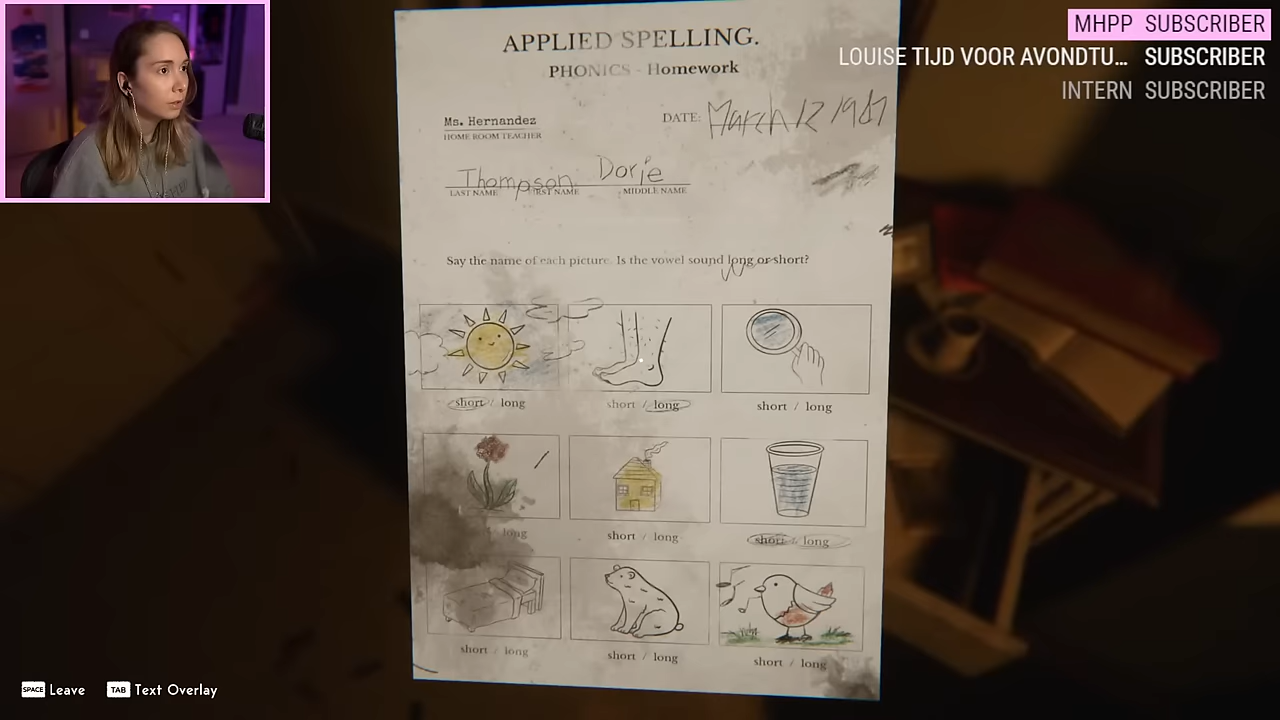 MHPP SUBSCRIBER
LOUISE TIJD VOOR AVONDTU... SUBSCRIBER
INTERN SUBSCRIBER
APPLIED SPELLING.
PHONICS - Homework
Ms. Hernandez
HOME ROOM TEACHER
DATE: March 12
Thompson Dorie
LAST NAME FIRST NAME MIDDLE NAME
Say the name of each picture. Is the vowel sound long or short?
short / long short / long short / long
long short / long short / long
short / long short / long short / long
SPACE Leave TAB Text Overlay